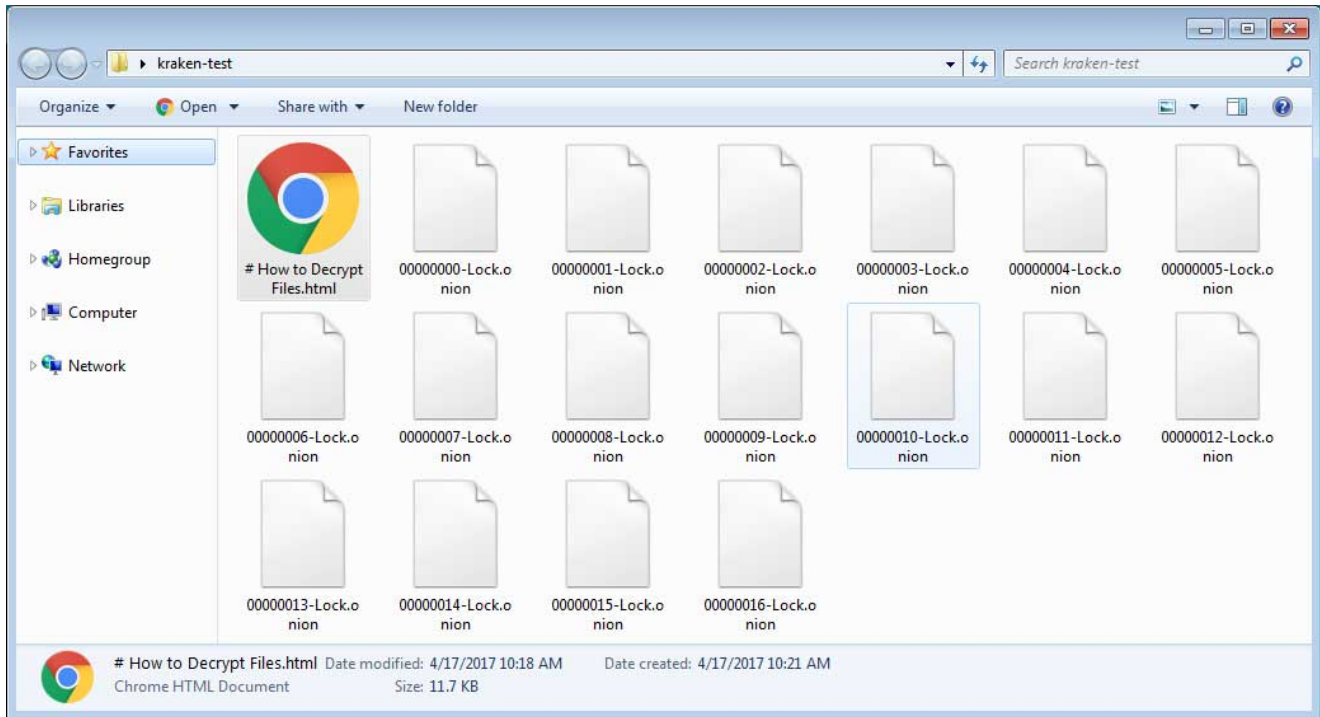 kraken-test
Search kraken-test
Organize
Open
Share with
New folder
Favorites
Libraries
Homegroup
Computer
Network
# How to Decrypt
Files.html
00000000-Lock.o
nion
00000001-Lock.o
nion
00000002-Lock.o
nion
00000003-Lock.o
nion
00000004-Lock.o
nion
00000005-Lock.o
nion
00000006-Lock.o
nion
00000007-Lock.o
nion
00000008-Lock.o
nion
00000009-Lock.o
nion
00000010-Lock.o
nion
00000011-Lock.o
nion
00000012-Lock.o
nion
00000013-Lock.o
nion
00000014-Lock.o
nion
00000015-Lock.o
nion
00000016-Lock.o
nion
# How to Decrypt Files.html Date modified: 4/17/2017 10:18 AM Date created: 4/17/2017 10:21 AM
Chrome HTML Document Size: 11.7 KB